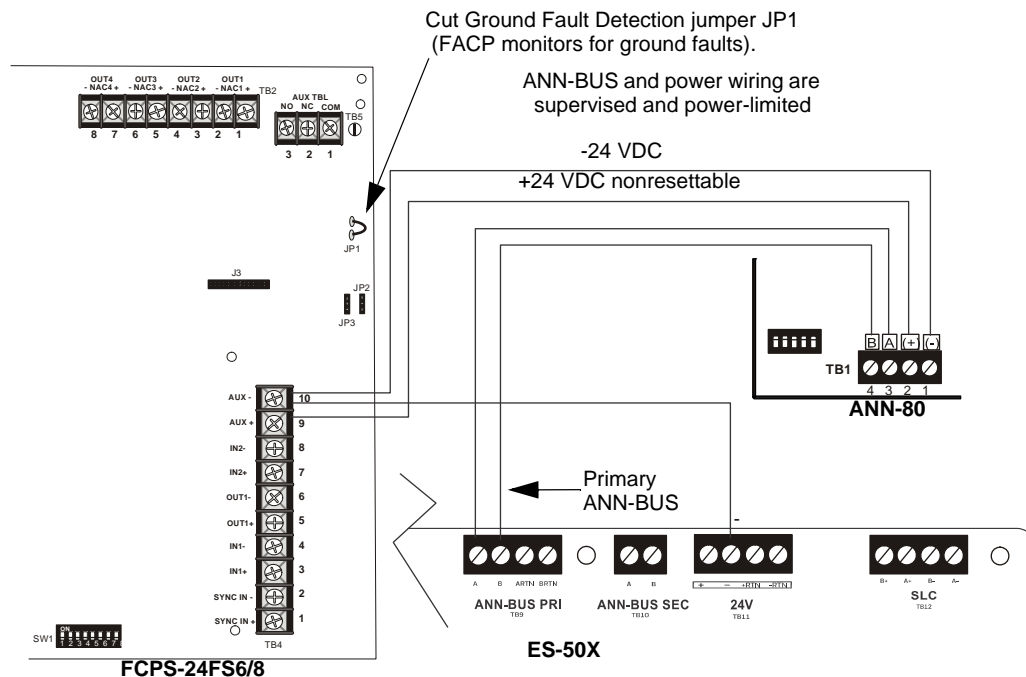 Cut Ground Fault Detection jumper JP1
(FACP monitors for ground faults).
ANN-BUS and power wiring are
supervised and power-limited
OUT4 OUT3 OUT2 OUT1
- NAC4 + - NAC3 + - NAC2 + - NAC1 + TB2
8 7 6 5 4 3 2 1
AUX TBL
NO NC COM
TB5
3 2 1
-24 VDC
+24 VDC nonresettable
JP1
J3
JP2
JP3
B A (+) (-)
TB1
4 3 2 1
ANN-80
AUX - 10
AUX + 9
IN2- 8
IN2+ 7
OUT1- 6
OUT1+ 5
IN1- 4
IN1+ 3
SYNC IN - 2
SYNC IN + 1
TB4
Primary
ANN-BUS
-
A B ARTN BRTN
ANN-BUS PRI
TB9
A B
ANN-BUS SEC
TB10
+ - +RTN -RTN
24V
TB11
B+ A+ B- A-
SLC
TB12
ES-50X
SW1
ON
1 2 3 4 5 6 7
FCPS-24FS6/8